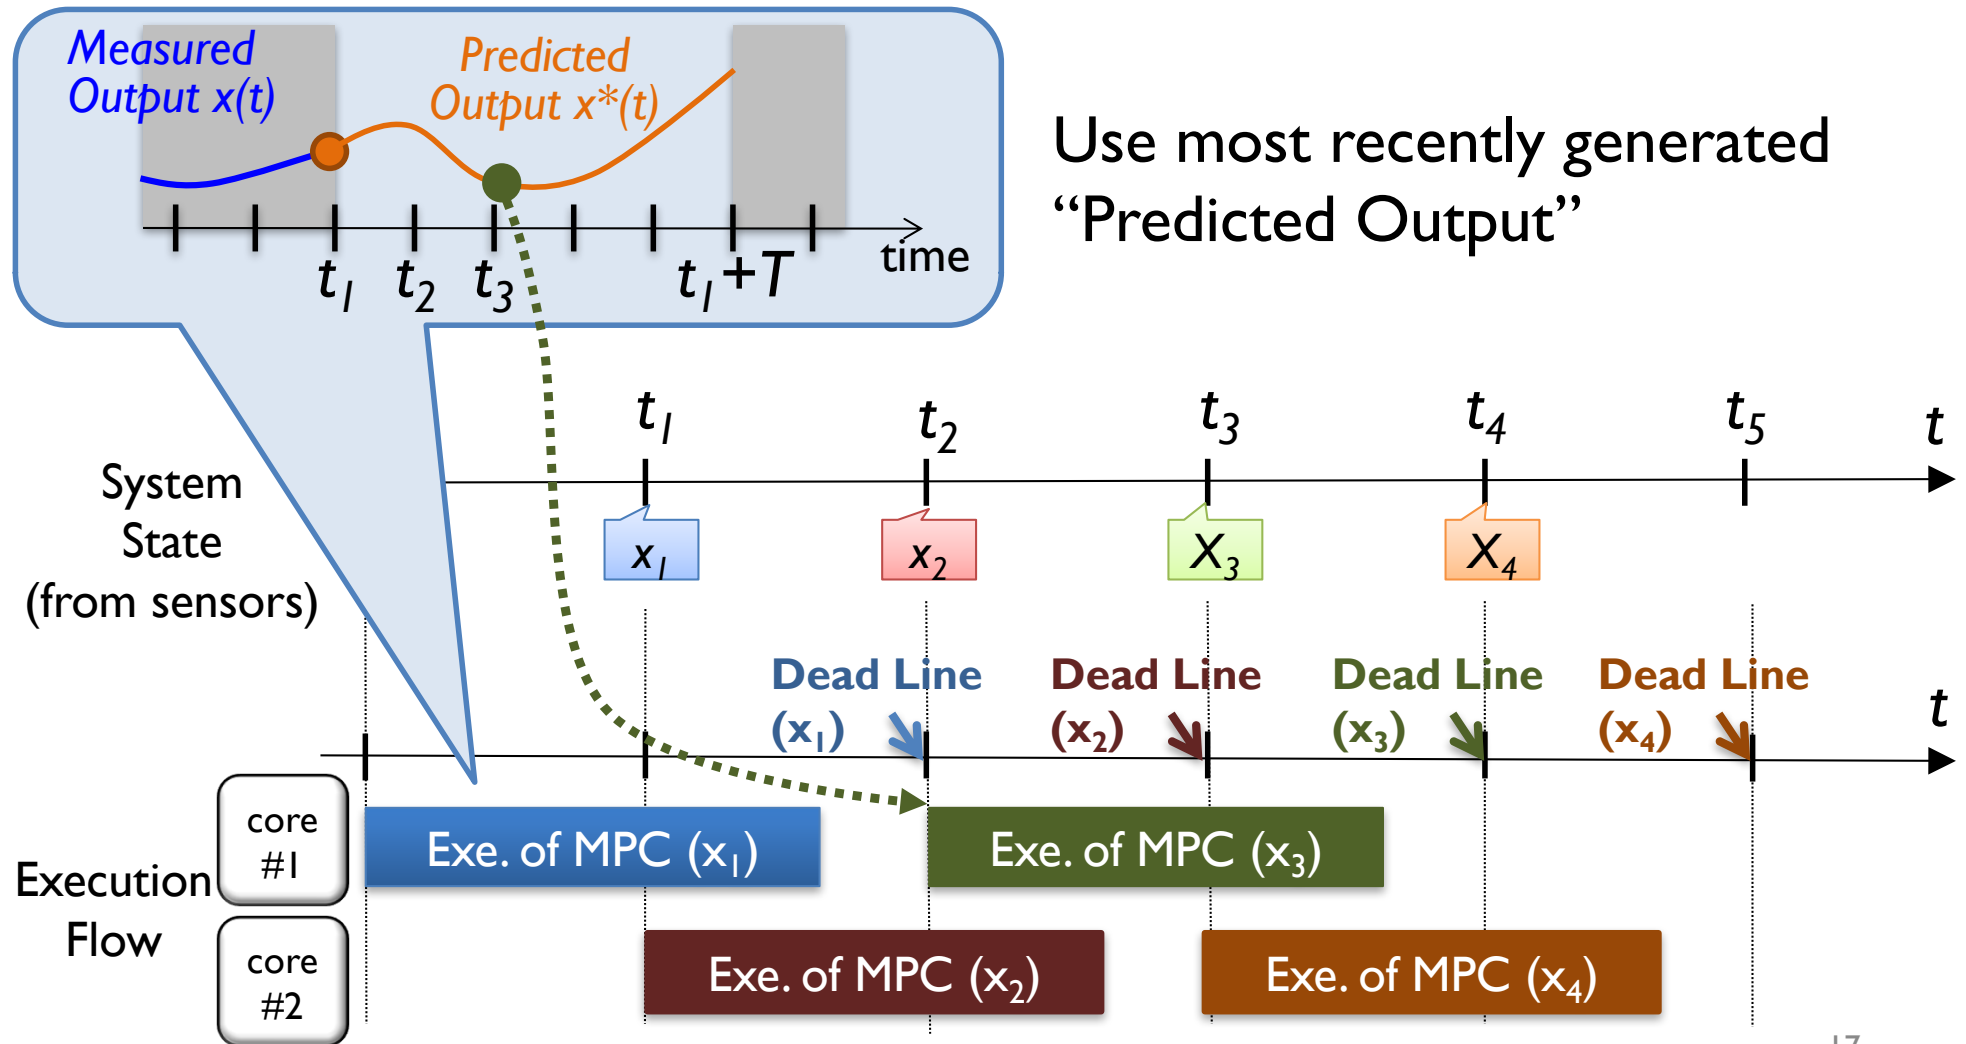 Measured
Output x(t)
Predicted
Output x*(t)
t1 t2 t3 t1+T time
Use most recently generated
“Predicted Output”
t1 t2 t3 t4 t5 t
System
State
(from sensors)
x1 x2 X3 X4
Dead Line
(x1)
Dead Line
(x2)
Dead Line
(x3)
Dead Line
(x4)
t
Execution
Flow
core
#1
Exe. of MPC (x1)
Exe. of MPC (x3)
core
#2
Exe. of MPC (x2)
Exe. of MPC (x4)